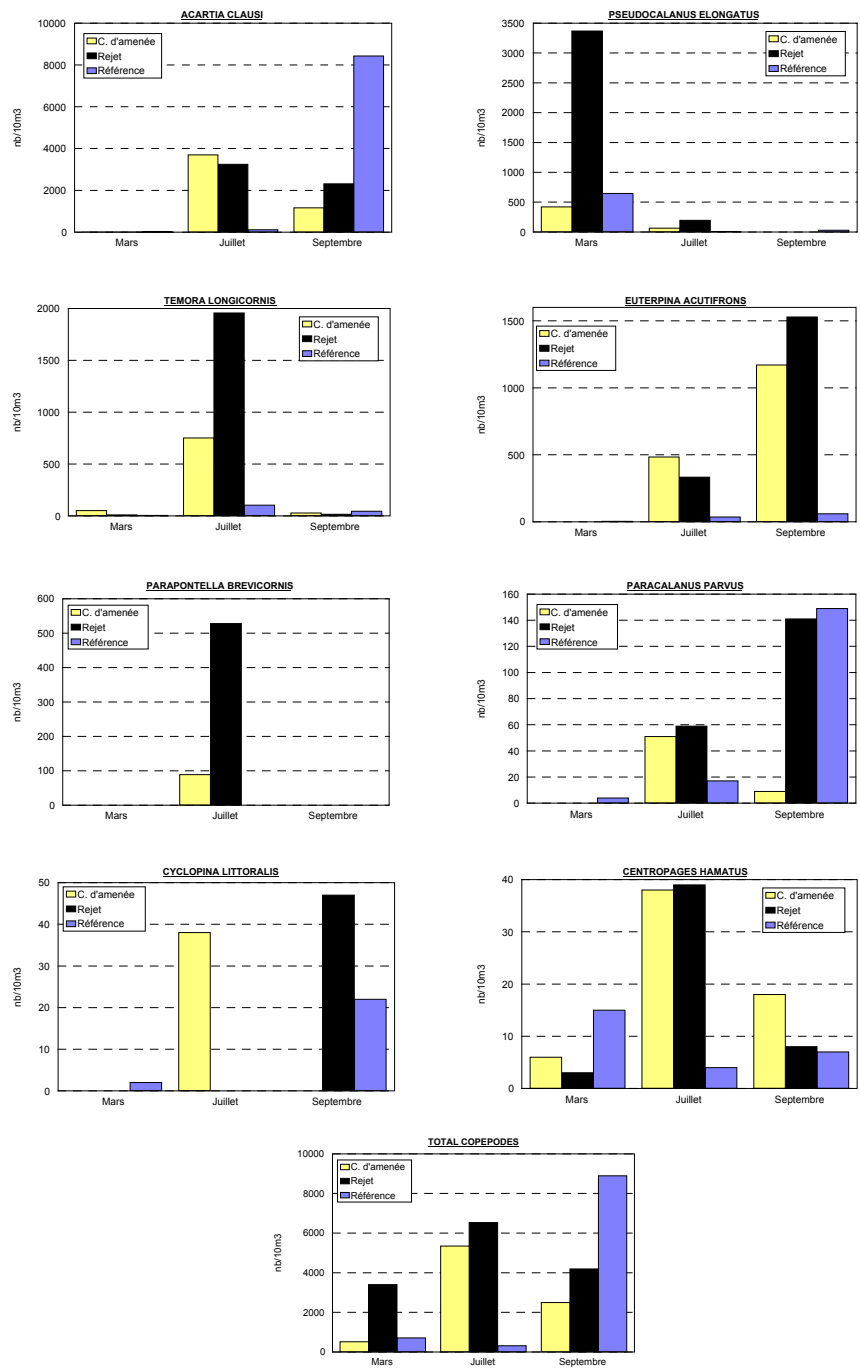 ACARTIA CLAUSI
10000
8000
6000
4000
2000
0
nb/10m3
C. d'amenée
Rejet
Référence
Mars Juillet Septembre
PSEUDOCALANUS ELONGATUS
3500
3000
2500
2000
1500
1000
500
0
nb/10m3
C. d'amenée
Rejet
Référence
Mars Juillet Septembre
TEMORA LONGICORNIS
2000
1500
1000
500
0
nb/10m3
C. d'amenée
Rejet
Référence
Mars Juillet Septembre
EUTERPINA ACUTIFRONS
1500
1000
500
0
nb/10m3
C. d'amenée
Rejet
Référence
Mars Juillet Septembre
PARAPONTELLA BREVICORNIS
600
500
400
300
200
100
0
nb/10m3
C. d'amenée
Rejet
Référence
Mars Juillet Septembre
PARACALANUS PARVUS
160
140
120
100
80
60
40
20
0
nb/10m3
C. d'amenée
Rejet
Référence
Mars Juillet Septembre
CYCLOPINA LITTORALIS
50
40
30
20
10
0
nb/10m3
C. d'amenée
Rejet
Référence
Mars Juillet Septembre
CENTROPAGES HAMATUS
40
30
20
10
0
nb/10m3
C. d'amenée
Rejet
Référence
Mars Juillet Septembre
TOTAL COPEPODES
10000
8000
6000
4000
2000
0
nb/10m3
C. d'amenée
Rejet
Référence
Mars Juillet Septembre